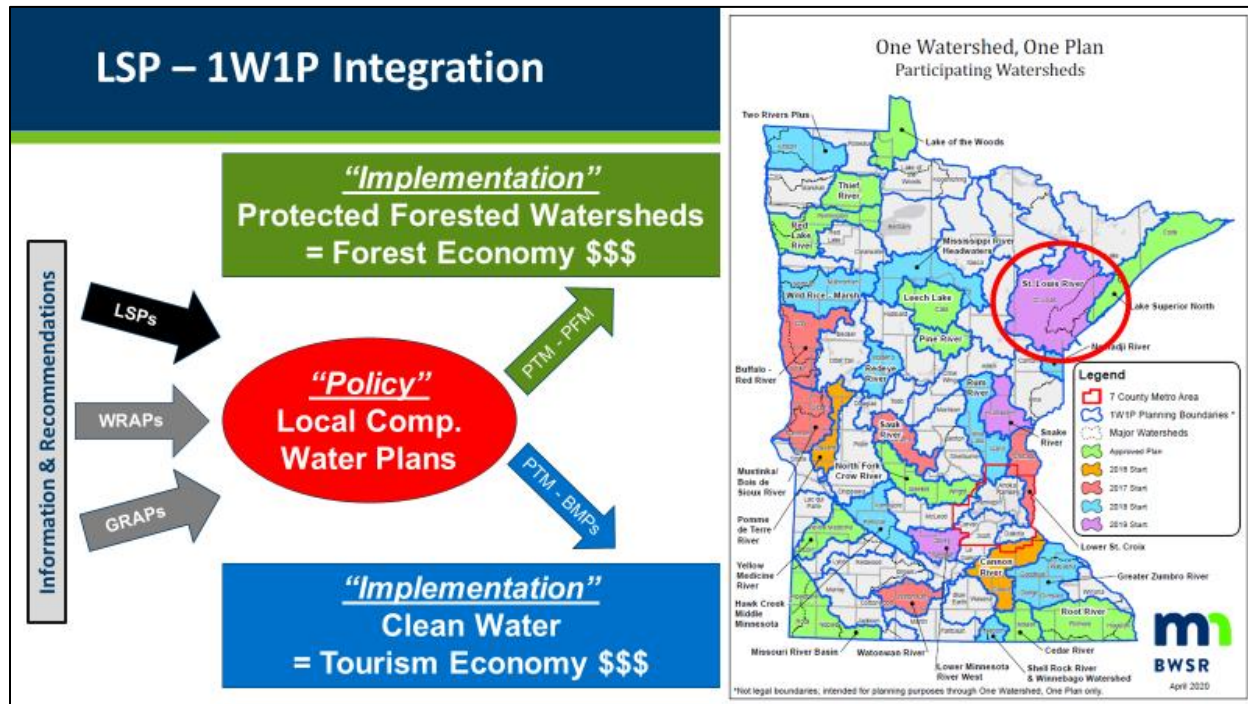 LSP – 1W1P Integration
"Implementation"
Protected Forested Watersheds
= Forest Economy $$$
Information & Recommendations
LSPs
WRAPs
GRAPs
"Policy"
Local Comp.
Water Plans
PTM - PFM
PTM - BMPs
"Implementation"
Clean Water
= Tourism Economy $$$
One Watershed, One Plan
Participating Watersheds
Two Rivers Plus
Lake of the Woods
Thief
River
Red
Lake
River
Mississippi River
Headwaters
St. Louis River
Wild Rice - Marsh
Leech Lake
Lake Superior North
Pine River
Nemadji River
Buffalo -
Red River
Redeye
River
Rum
River
Sauk
River
Snake
River
Mustinka/
Bois de
Sioux River
North Fork
Crow River
Pomme
de Terre
River
Lower St. Croix
Yellow
Medicine
River
Cannon
River
Greater Zumbro River
Hawk Creek
Middle
Minnesota
Root River
Missouri River Basin
Watonwan River
Cedar River
Lower Minnesota
River West
Shell Rock River
& Winnebago Watershed
Legend
7 County Metro Area
1W1P Planning Boundaries *
Major Watersheds
Approved Plan
2016 Start
2017 Start
2018 Start
2019 Start
mn
BWSR
April 2020
*Not legal boundaries; intended for planning purposes through One Watershed, One Plan only.